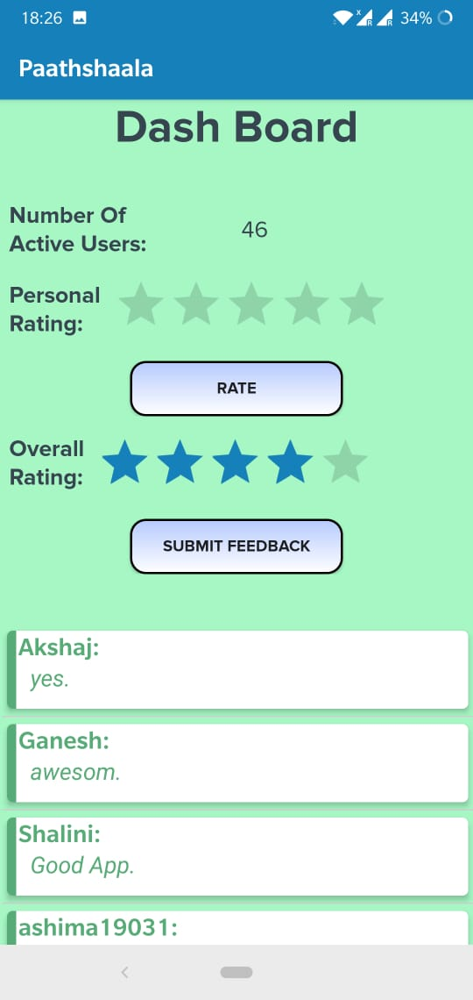 18:26
34%
Paathshaala
Dash Board
Number Of
Active Users:
46
Personal
Rating:
RATE
Overall
Rating:
SUBMIT FEEDBACK
Akshaj:
yes.
Ganesh:
awesom.
Shalini:
Good App.
ashima19031: